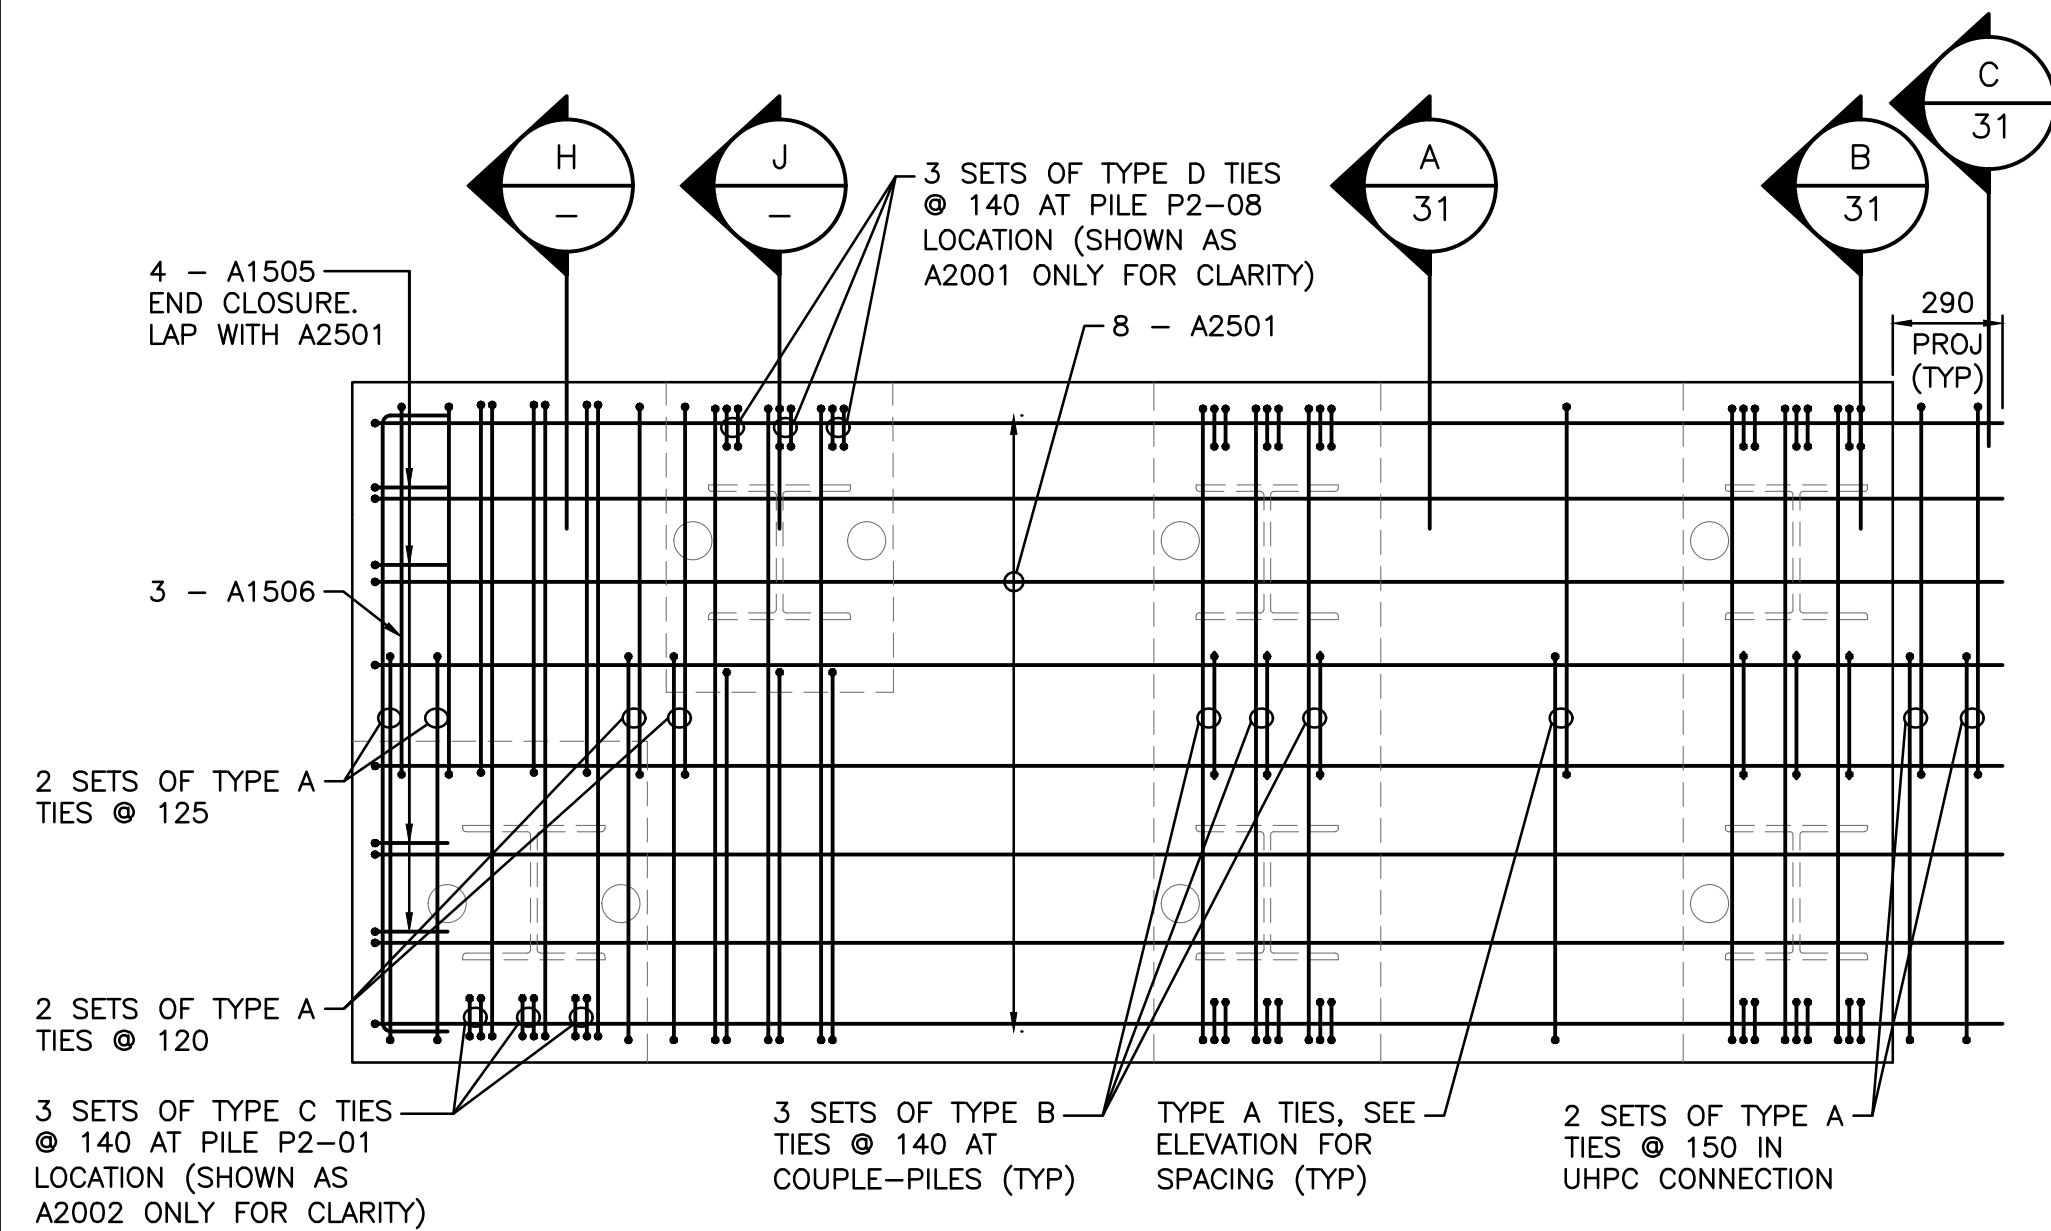 C
31
H
–
J
–
A
31
B
31
3 SETS OF TYPE D TIES
@ 140 AT PILE P2–08
LOCATION (SHOWN AS
A2001 ONLY FOR CLARITY)
4 – A1505
END CLOSURE.
LAP WITH A2501
8 – A2501
290
PROJ
(TYP)
3 – A1506
2 SETS OF TYPE A
TIES @ 125
2 SETS OF TYPE A
TIES @ 120
3 SETS OF TYPE C TIES
@ 140 AT PILE P2–01
LOCATION (SHOWN AS
A2002 ONLY FOR CLARITY)
3 SETS OF TYPE B
TIES @ 140 AT
COUPLE–PILES (TYP)
TYPE A TIES, SEE
ELEVATION FOR
SPACING (TYP)
2 SETS OF TYPE A
TIES @ 150 IN
UHPC CONNECTION